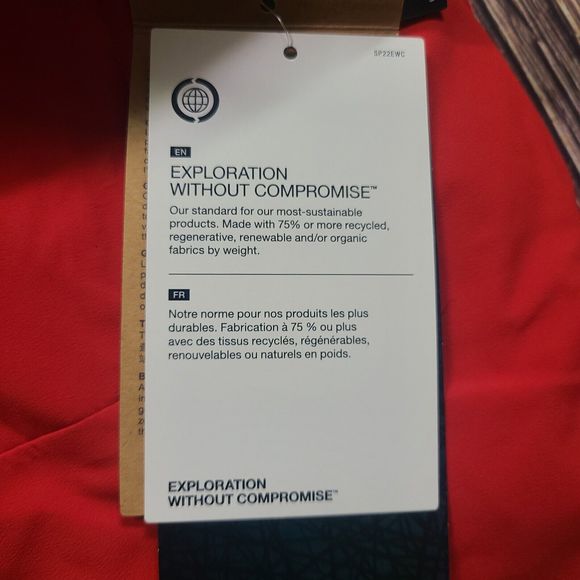 SP22EWC
EN
EXPLORATION
WITHOUT COMPROMISE™
Our standard for our most-sustainable
products. Made with 75% or more recycled,
regenerative, renewable and/or organic
fabrics by weight.
FR
Notre norme pour nos produits les plus
durables. Fabrication à 75 % ou plus
avec des tissus recyclés, régénérables,
renouvelables ou naturels en poids.
EXPLORATION
WITHOUT COMPROMISE™